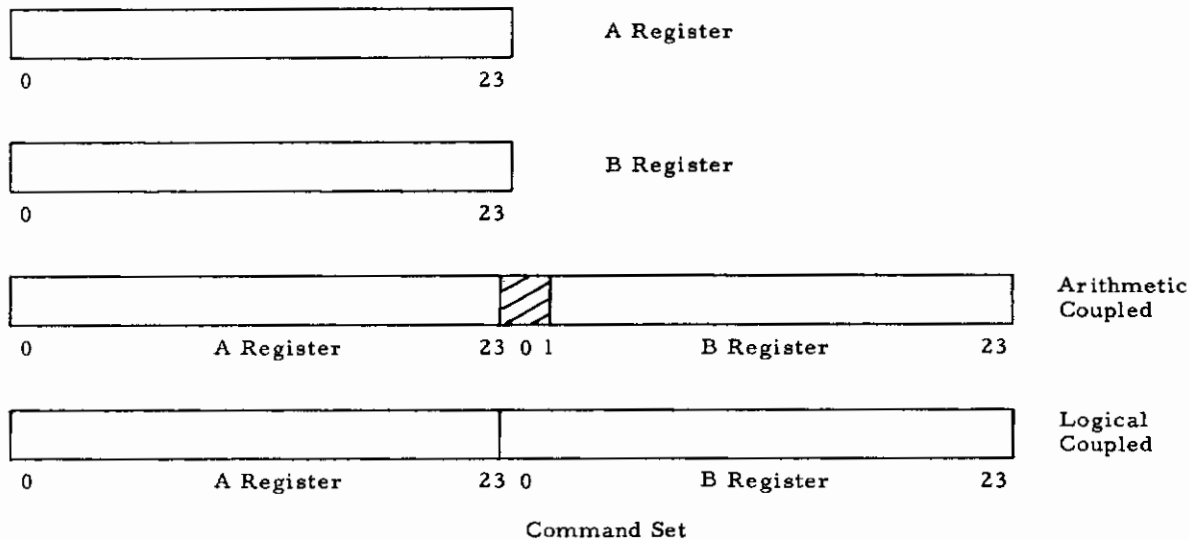 A Register
0 23
B Register
0 23
Arithmetic
Coupled
0 A Register 23 0 1 B Register 23
Logical
Coupled
0 A Register 23 0 B Register 23
Command Set